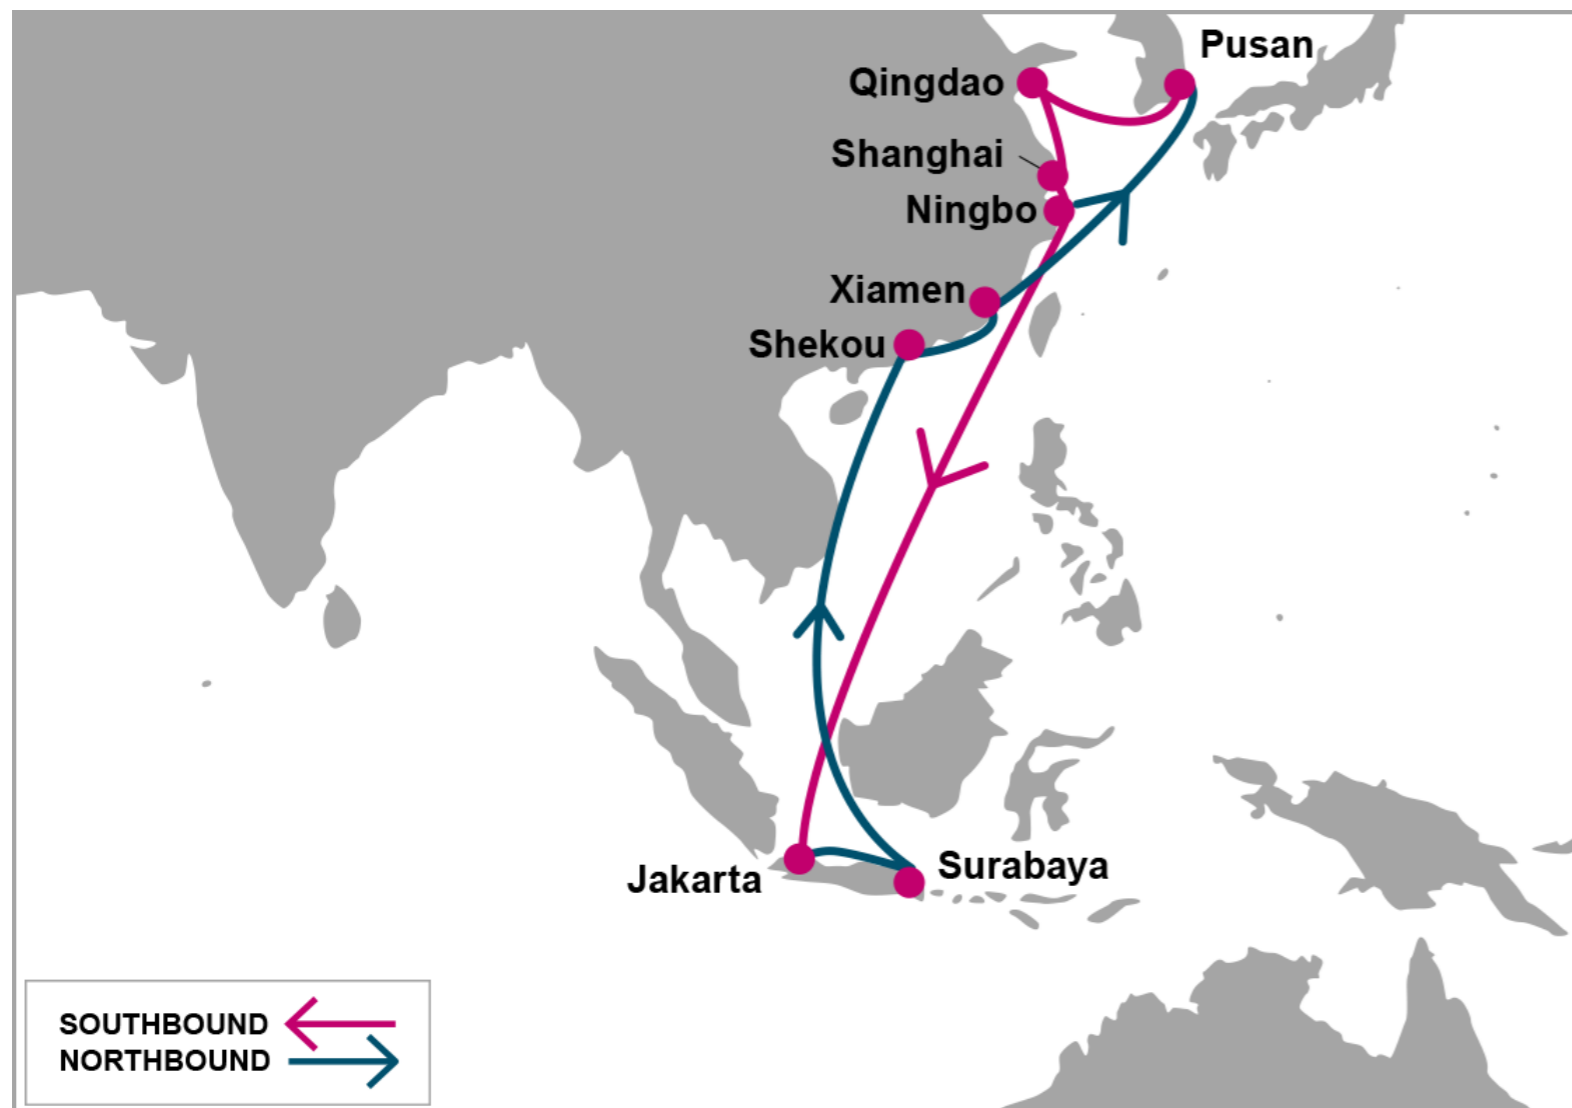 Pusan
Qingdao
Shanghai
Ningbo
Xiamen
Shekou
Surabaya
Jakarta
SOUTHBOUND
NORTHBOUND